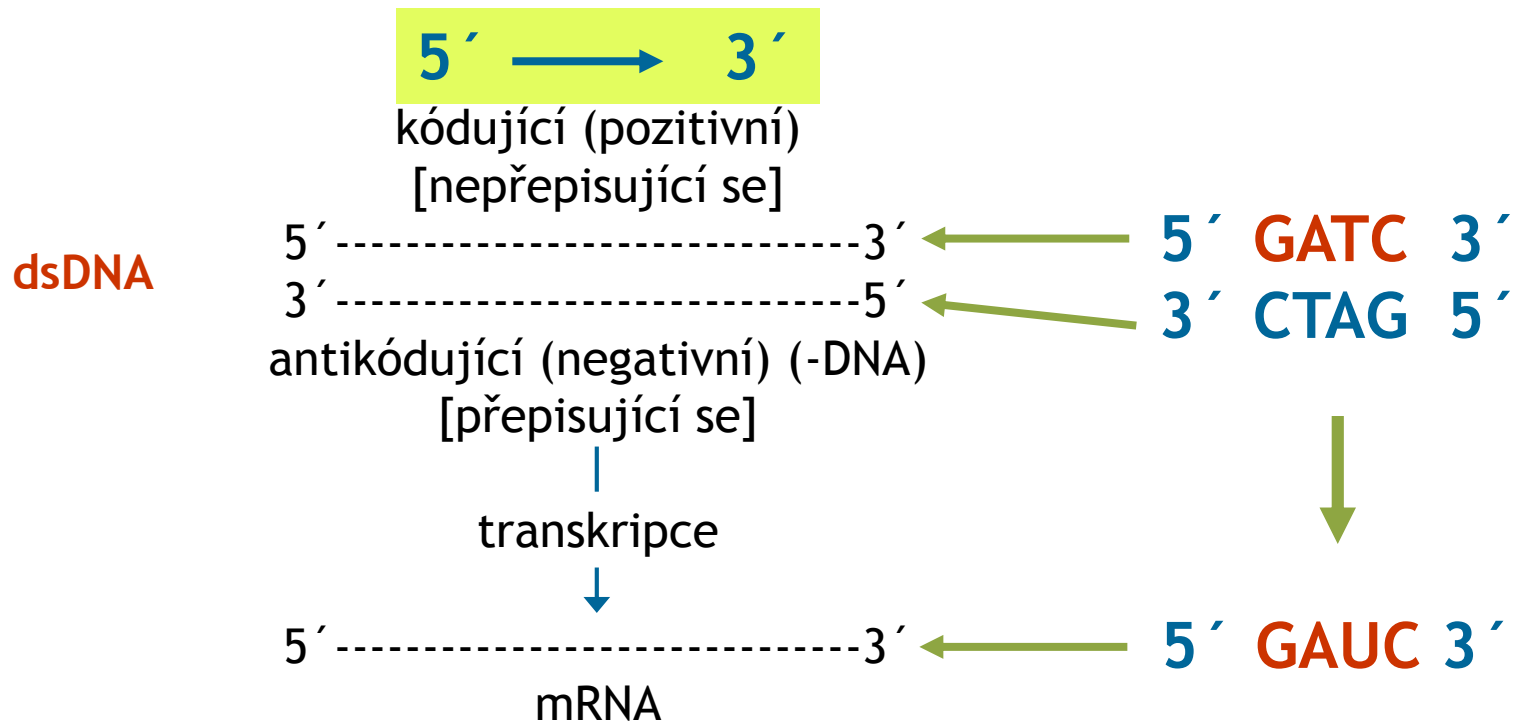 5´ 3´
kódující (pozitivní)
[nepřepisující se]
5´------------------------------3´ 5´ GATC 3´
dsDNA
3´------------------------------5´ 3´ CTAG 5´
antikódující (negativní) (-DNA)
[přepisující se]
transkripce
5´------------------------------3´ 5´ GAUC 3´
mRNA